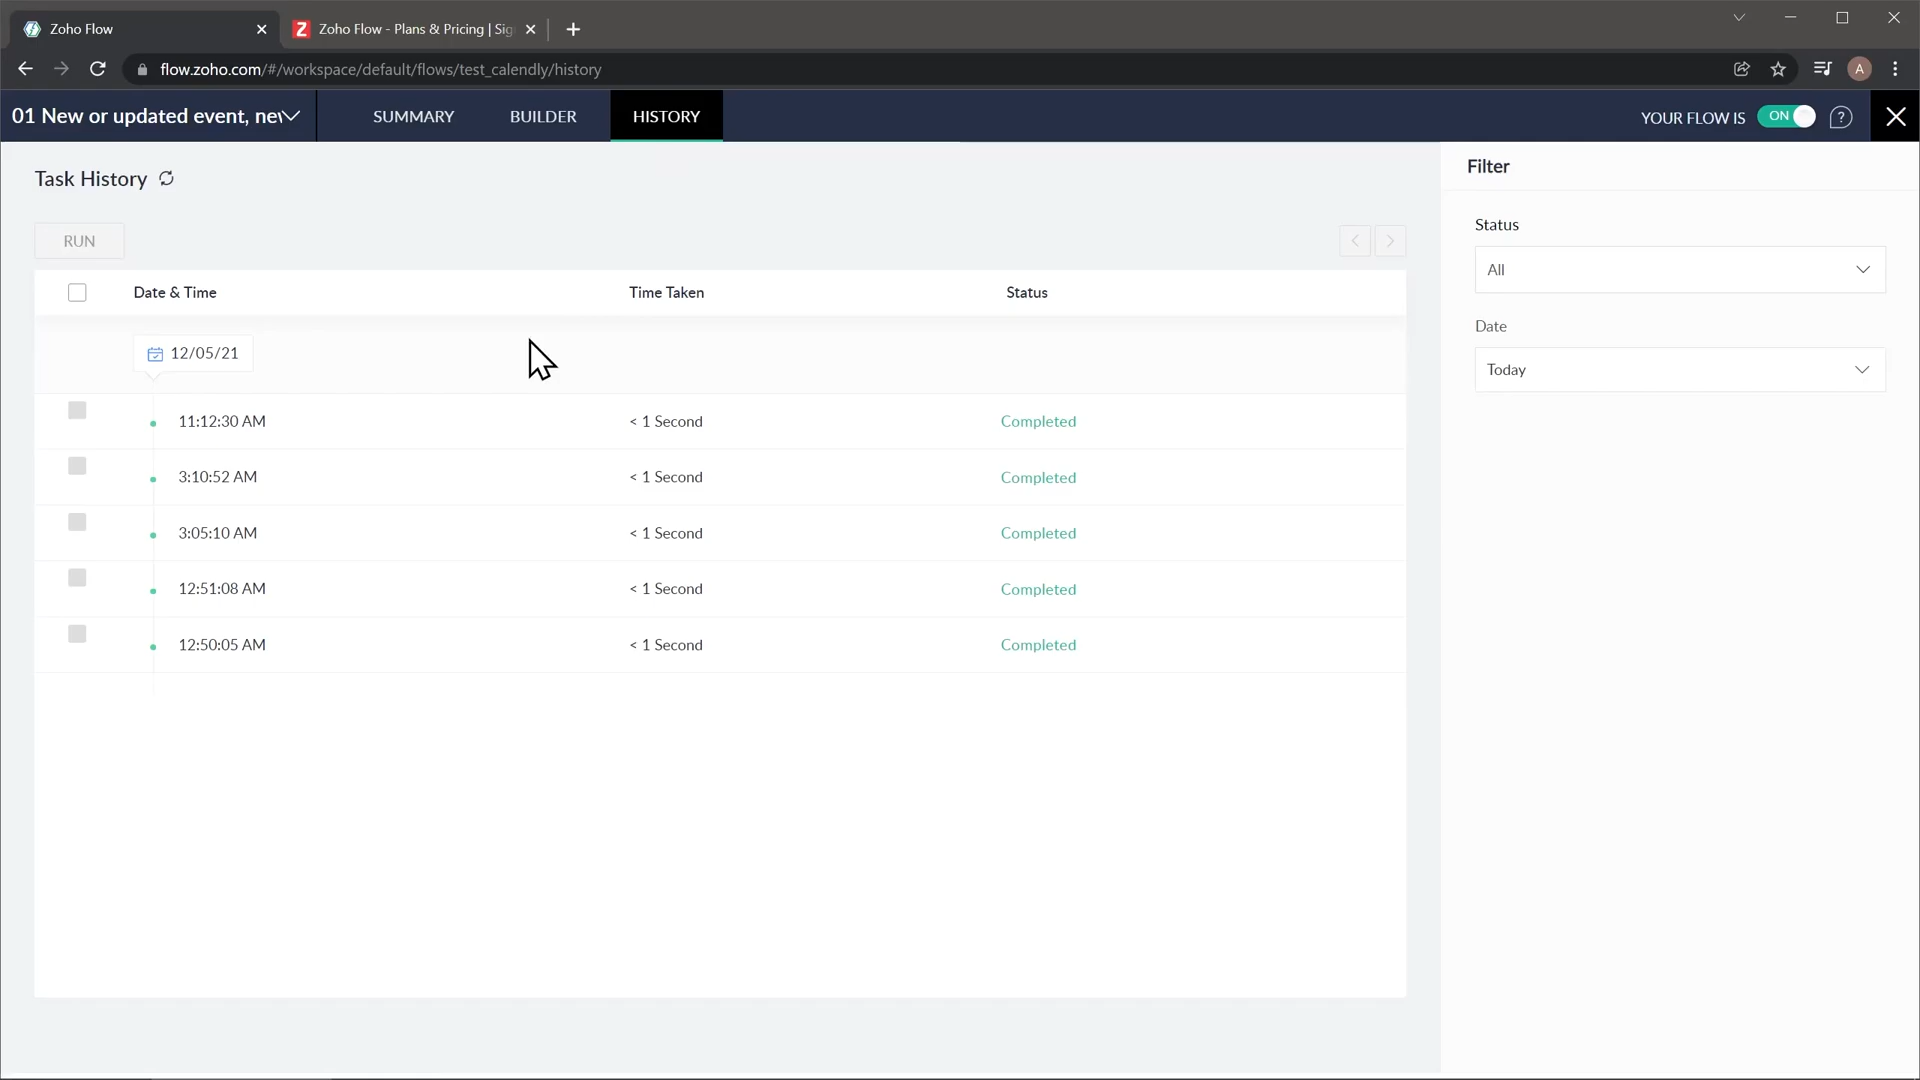 Zoho Flow
Zoho Flow - Plans & Pricing | Sig
flow.zoho.com/#/workspace/default/flows/test_calendly/history
A
01 New or updated event, nev
SUMMARY
BUILDER
HISTORY
YOUR FLOW IS
ON
?
Task History
Filter
RUN
Status
All
Date
Today
Date & Time
Time Taken
Status
12/05/21
11:12:30 AM < 1 Second Completed
3:10:52 AM < 1 Second Completed
3:05:10 AM < 1 Second Completed
12:51:08 AM < 1 Second Completed
12:50:05 AM < 1 Second Completed